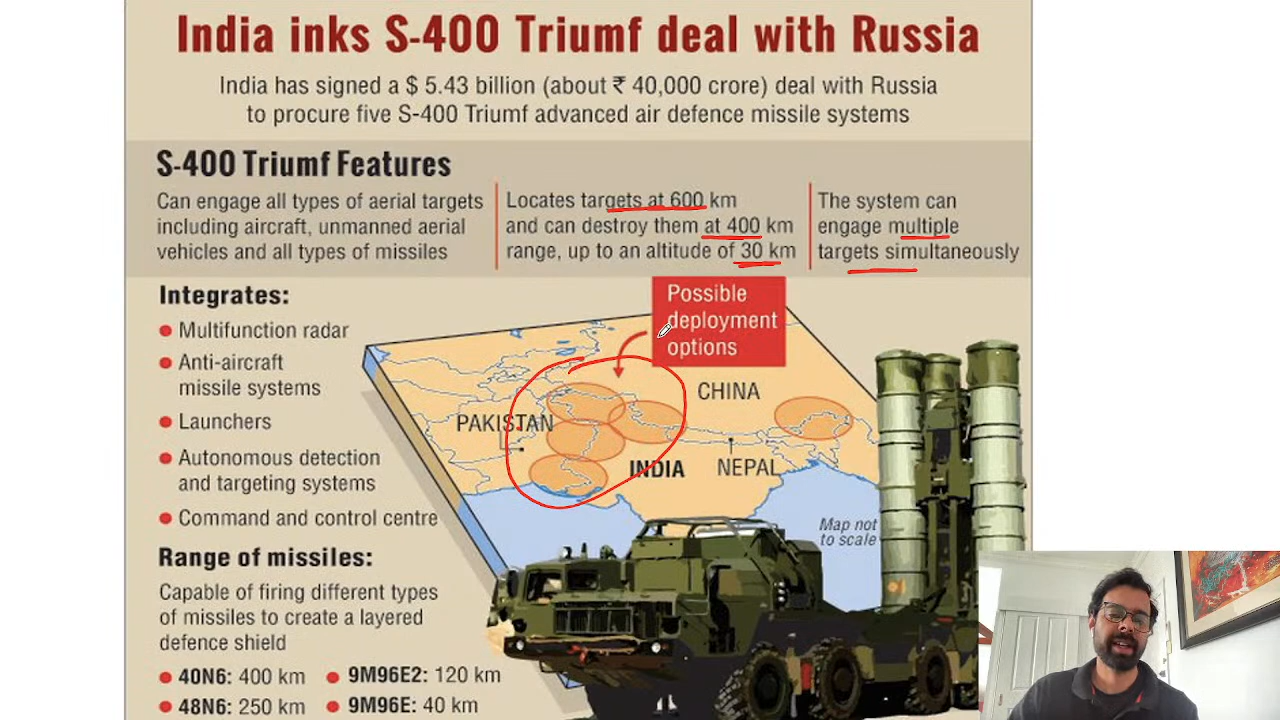 India inks S-400 Triumf deal with Russia
India has signed a $ 5.43 billion (about ₹ 40,000 crore) deal with Russia
to procure five S-400 Triumf advanced air defence missile systems
S-400 Triumf Features
Can engage all types of aerial targets
including aircraft, unmanned aerial
vehicles and all types of missiles
Locates targets at 600 km
and can destroy them at 400 km
range, up to an altitude of 30 km
The system can
engage multiple
targets simultaneously
Integrates:
Multifunction radar
Anti-aircraft
missile systems
Launchers
Autonomous detection
and targeting systems
Command and control centre
Possible
deployment
options
PAKISTAN
CHINA
INDIA
NEPAL
Map not
to scale
Range of missiles:
Capable of firing different types
of missiles to create a layered
defence shield
40N6: 400 km
9M96E2: 120 km
48N6: 250 km
9M96E: 40 km